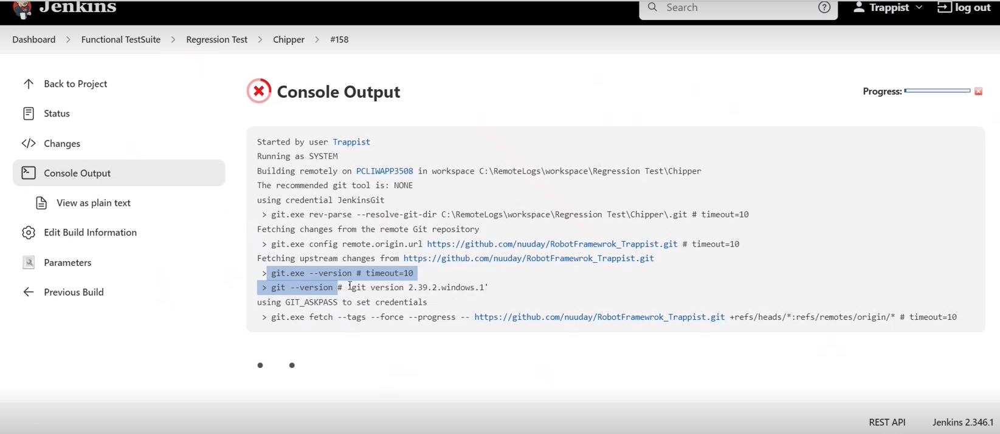 Jenkins
Search
Trappist
log out
Dashboard > Functional TestSuite > Regression Test > Chipper > #158
Back to Project
Status
Changes
Console Output
View as plain text
Edit Build Information
Parameters
Previous Build
Console Output
Progress:
Started by user Trappist
Running as SYSTEM
Building remotely on PCLIWAPP3508 in workspace C:\RemoteLogs\workspace\Regression Test\Chipper
The recommended git tool is: NONE
using credential JenkinsGit
> git.exe rev-parse --resolve-git-dir C:\RemoteLogs\workspace\Regression Test\Chipper\.git # timeout=10
Fetching changes from the remote Git repository
> git.exe config remote.origin.url https://github.com/nuuday/RobotFramewrok_Trappist.git # timeout=10
Fetching upstream changes from https://github.com/nuuday/RobotFramewrok_Trappist.git
> git.exe --version # timeout=10
> git --version # 'git version 2.39.2.windows.1'
using GIT_ASKPASS to set credentials
> git.exe fetch --tags --force --progress -- https://github.com/nuuday/RobotFramewrok_Trappist.git +refs/heads/*:refs/remotes/origin/* # timeout=10
REST API
Jenkins 2.346.1